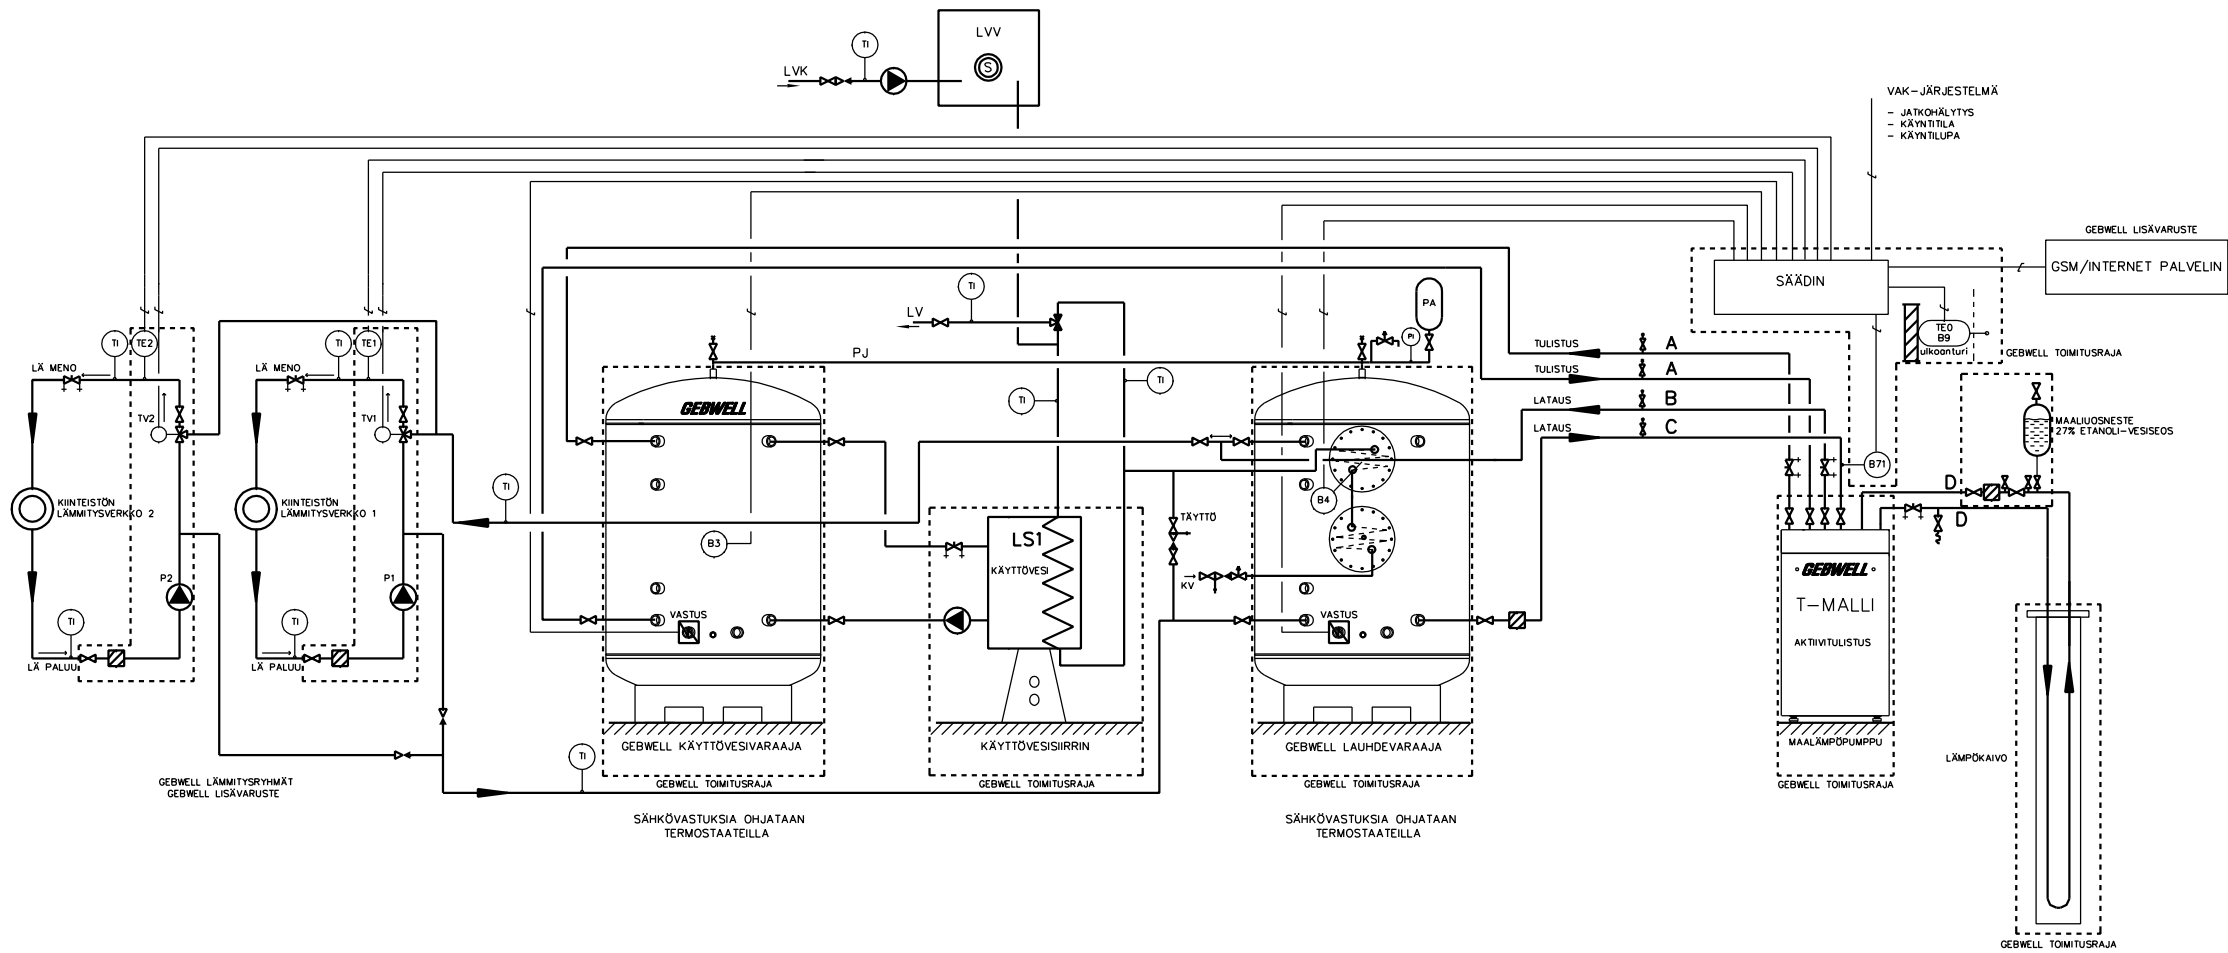 LVV
S
TI
LVK
VAK-JÄRJESTELMÄ
- JATKOHÄLYTYS
- KÄYNTITILA
- KÄYNTILUPA
GEBWELL LISÄVARUSTE
GSM/INTERNET PALVELIN
SÄÄDIN
TE0
B9
ulkoanturi
GEBWELL TOIMITUSRAJA
TI
LV
PA
PI
PJ
TI
TE2
TI
TE1
LÄ MENO
LÄ MENO
TULISTUS
A
TULISTUS
A
LATAUS
B
LATAUS
C
TI
TI
GEBWELL
TV2
TV1
MAALIUOSNESTE
27% ETANOLI-VESISEOS
B71
D
D
B4
TI
KIINTEISTÖN
LÄMMITYSVERKKO 2
KIINTEISTÖN
LÄMMITYSVERKKO 1
TÄYTTÖ
B3
LS1
KÄYTTÖVESI
KV
P2
P1
GEBWELL
T-MALLI
AKTIIVITULISTUS
VASTUS
VASTUS
TI
TI
LÄ PALUU
LÄ PALUU
TI
GEBWELL KÄYTTÖVESIVARAAJA
KÄYTTÖVESISIIRRIN
GEBWELL LAUHDEVARAAJA
MAALÄMPÖPUMPPU
LÄMPÖKAIVO
GEBWELL LÄMMITYSRYHMÄT
GEBWELL LISÄVARUSTE
GEBWELL TOIMITUSRAJA
GEBWELL TOIMITUSRAJA
GEBWELL TOIMITUSRAJA
GEBWELL TOIMITUSRAJA
SÄHKÖVASTUKSIA OHJATAAN
TERMOSTAATEILLA
SÄHKÖVASTUKSIA OHJATAAN
TERMOSTAATEILLA
GEBWELL TOIMITUSRAJA